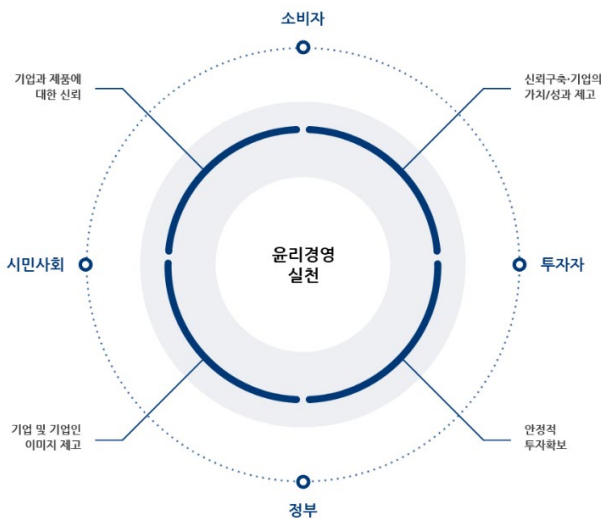 소비자
기업과 제품에
대한 신뢰
신뢰구축·기업의
가치/성과 제고
시민사회
윤리경영
실천
투자자
기업 및 기업인
이미지 제고
안정적
투자확보
정부